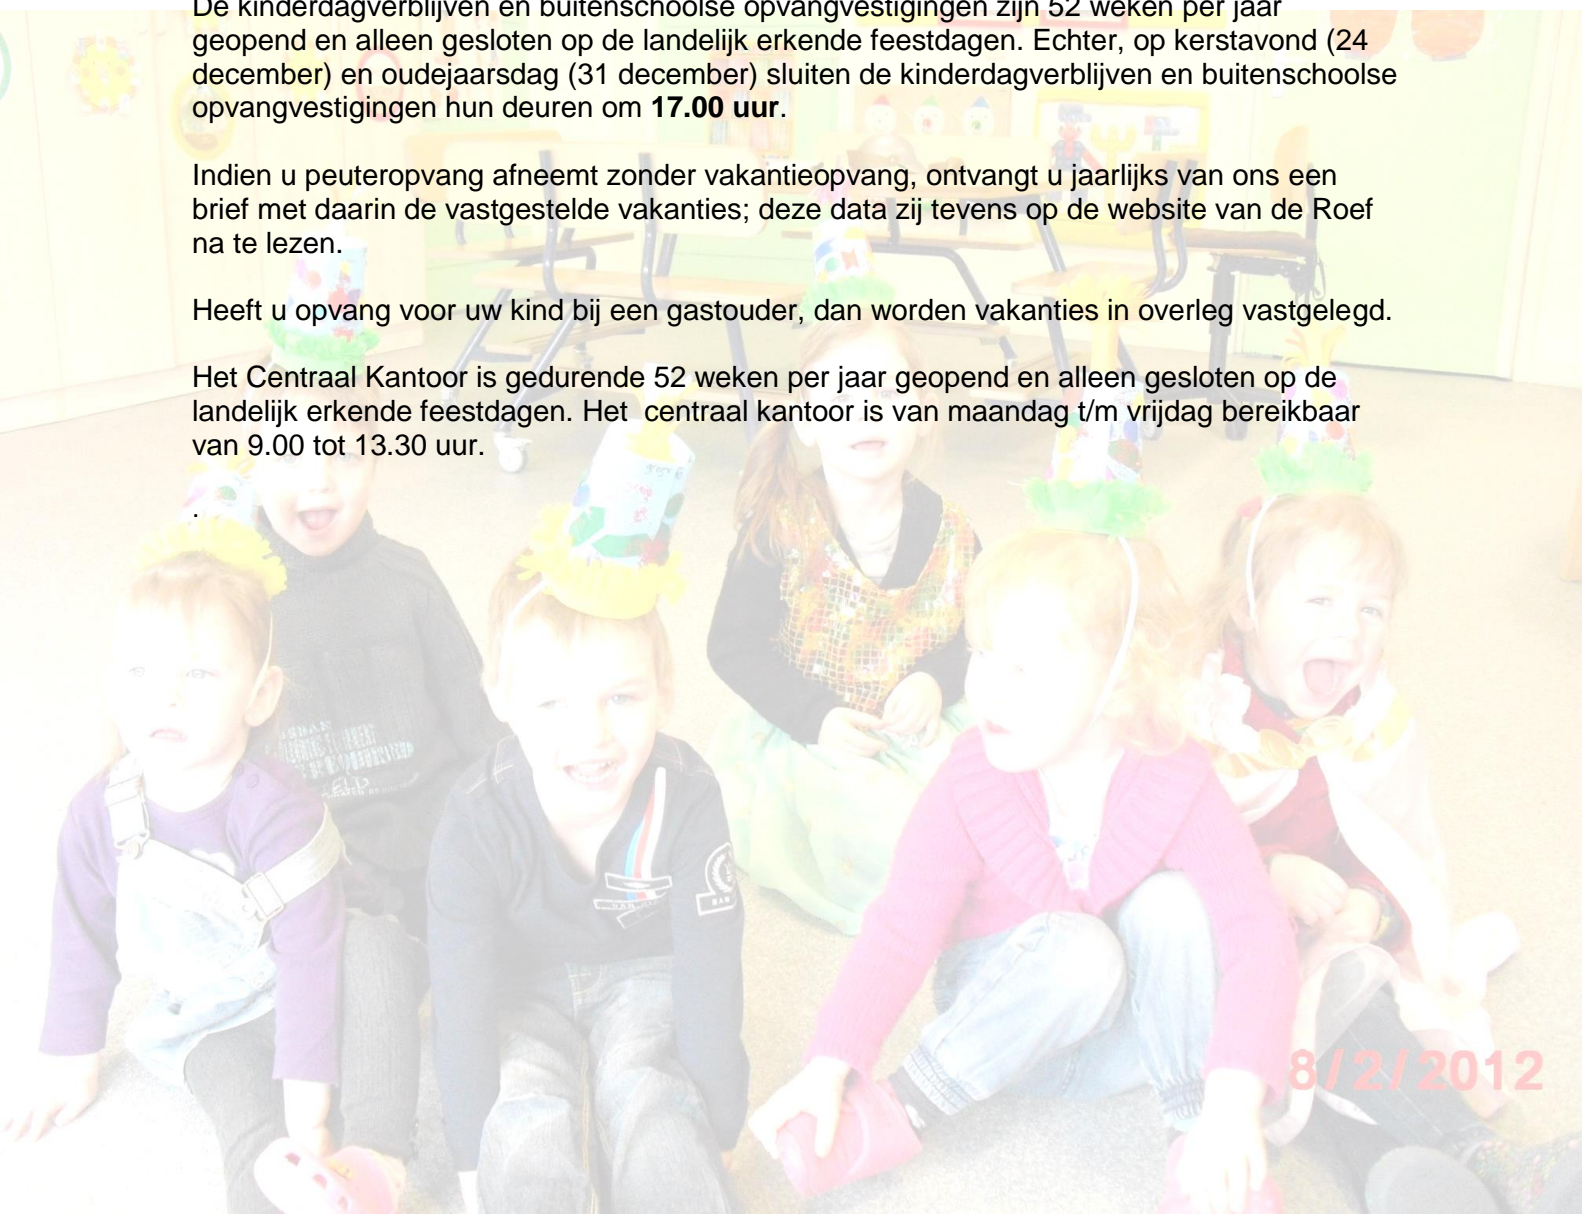 De kinderdagverblijven en buitenschoolse opvangvestigingen zijn 52 weken per jaar
geopend en alleen gesloten op de landelijk erkende feestdagen. Echter, op kerstavond (24
december) en oudejaarsdag (31 december) sluiten de kinderdagverblijven en buitenschoolse
opvangvestigingen hun deuren om 17.00 uur.
Indien u peuteropvang afneemt zonder vakantieopvang, ontvangt u jaarlijks van ons een
brief met daarin de vastgestelde vakanties; deze data zij tevens op de website van de Roef
na te lezen.
Heeft u opvang voor uw kind bij een gastouder, dan worden vakanties in overleg vastgelegd.
Het Centraal Kantoor is gedurende 52 weken per jaar geopend en alleen gesloten op de
landelijk erkende feestdagen. Het  centraal kantoor is van maandag t/m vrijdag bereikbaar
van 9.00 tot 13.30 uur.
.
8/2/2012